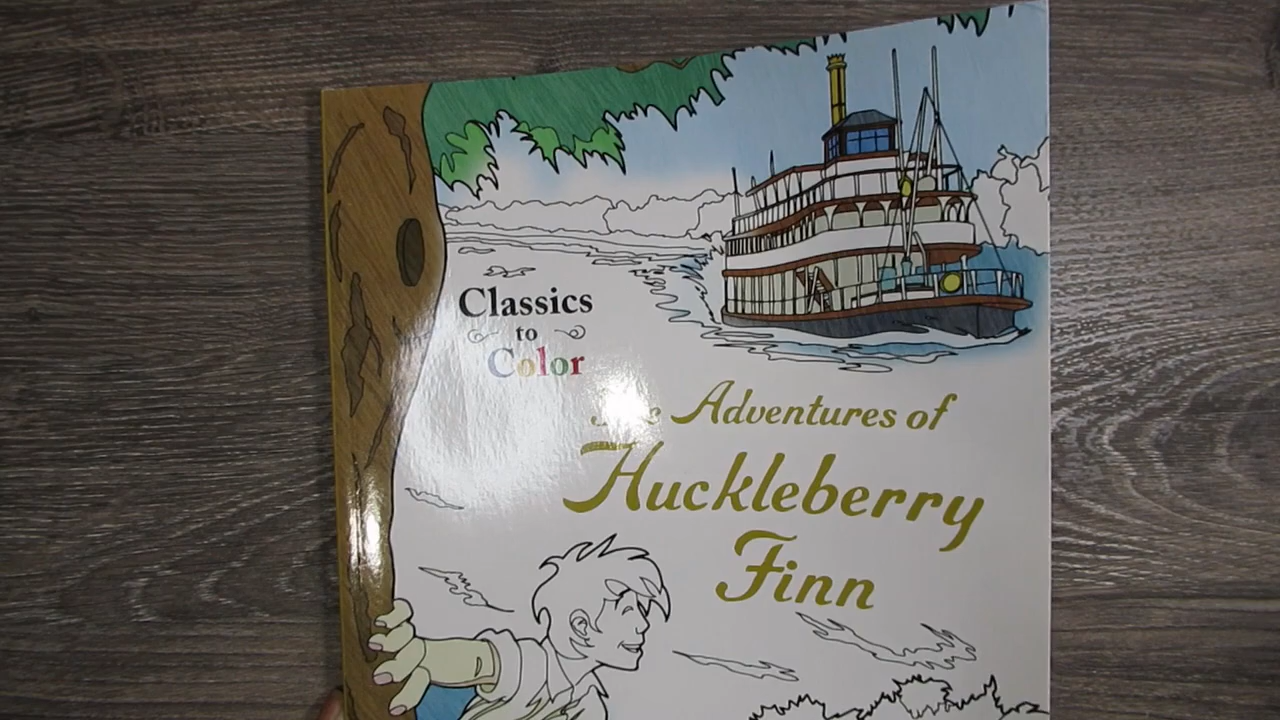 Classics
to
Color
Adventures of
Huckleberry
Finn